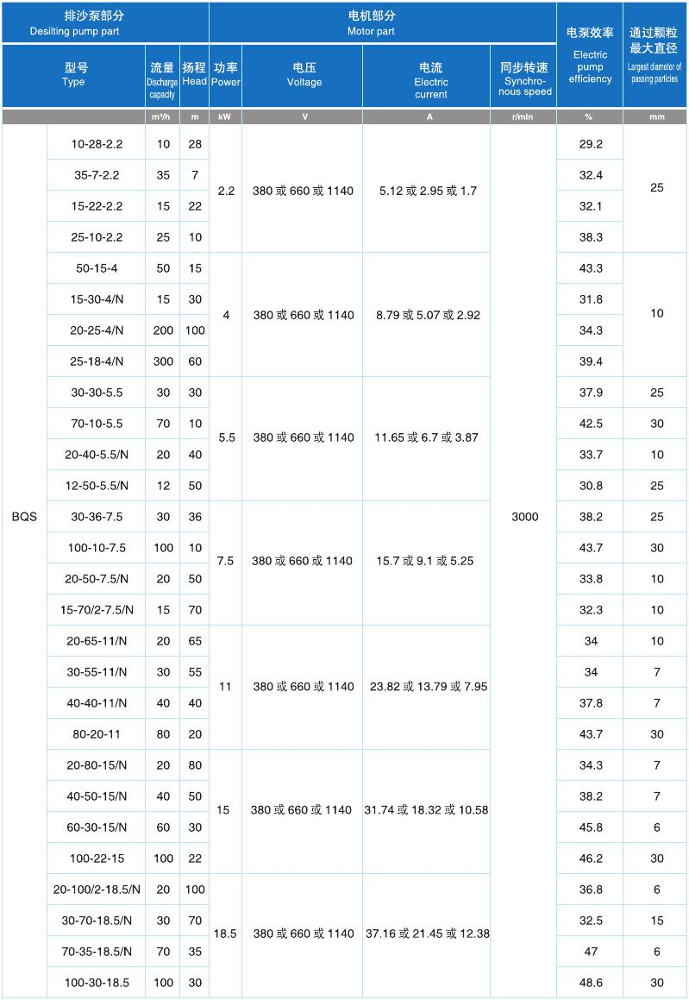 排沙泵部分 电机部分
Desilting pump part Motor part
电泵效率 通过颗粒
最大直径
Electric pump efficiency Largest diameter of passing particles
型号 流量 扬程 功率 电压 电流 同步转速
Type Discharge capacity Head Power Voltage Electric current Synchro-nous speed
m³/h m kW V A r/min % mm
10-28-2.2 10 28 29.2
35-7-2.2 35 7 32.4
2.2 380 或 660 或 1140 5.12 或 2.95 或 1.7 25
15-22-2.2 15 22 32.1
25-10-2.2 25 10 38.3
50-15-4 50 15 43.3
15-30-4/N 15 30 31.8
4 380 或 660 或 1140 8.79 或 5.07 或 2.92 10
20-25-4/N 200 100 34.3
25-18-4/N 300 60 39.4
30-30-5.5 30 30 37.9 25
70-10-5.5 70 10 42.5 30
5.5 380 或 660 或 1140 11.65 或 6.7 或 3.87
20-40-5.5/N 20 40 33.7 10
12-50-5.5/N 12 50 30.8 25
BQS 30-36-7.5 30 36 3000 38.2 25
100-10-7.5 100 10 43.7 30
7.5 380 或 660 或 1140 15.7 或 9.1 或 5.25
20-50-7.5/N 20 50 33.8 10
15-70/2-7.5/N 15 70 32.3 10
20-65-11/N 20 65 34 10
30-55-11/N 30 55 34 7
11 380 或 660 或 1140 23.82 或 13.79 或 7.95
40-40-11/N 40 40 37.8 7
80-20-11 80 20 43.7 30
20-80-15/N 20 80 34.3 7
40-50-15/N 40 50 38.2 7
15 380 或 660 或 1140 31.74 或 18.32 或 10.58
60-30-15/N 60 30 45.8 6
100-22-15 100 22 46.2 30
20-100/2-18.5/N 20 100 36.8 6
30-70-18.5/N 30 70 32.5 15
18.5 380 或 660 或 1140 37.16 或 21.45 或 12.38
70-35-18.5/N 70 35 47 6
100-30-18.5 100 30 48.6 30